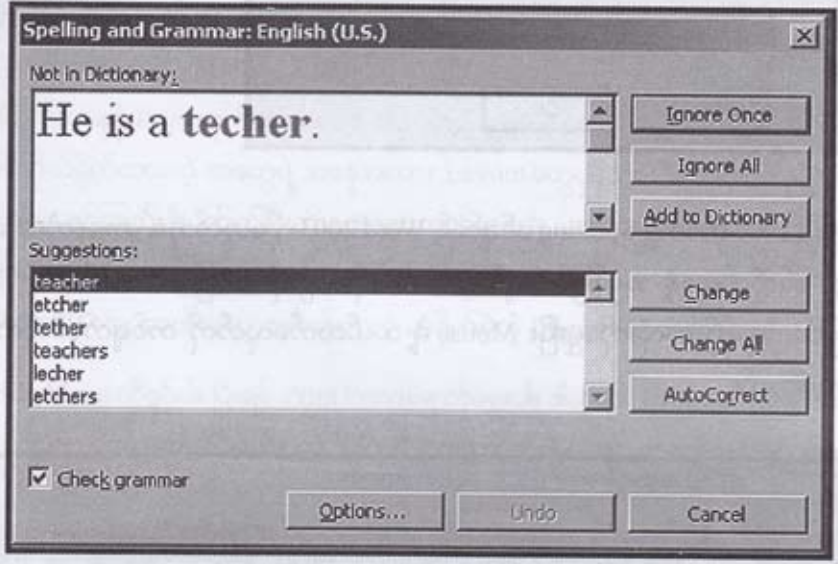 Spelling and Grammar: English (U.S.)
Not in Dictionary:
He is a techer.
Ignore Once
Ignore All
Add to Dictionary
Suggestions:
teacher
etcher
tether
teachers
lecher
etchers
Change
Change All
AutoCorrect
Check grammar
Options...
Undo
Cancel